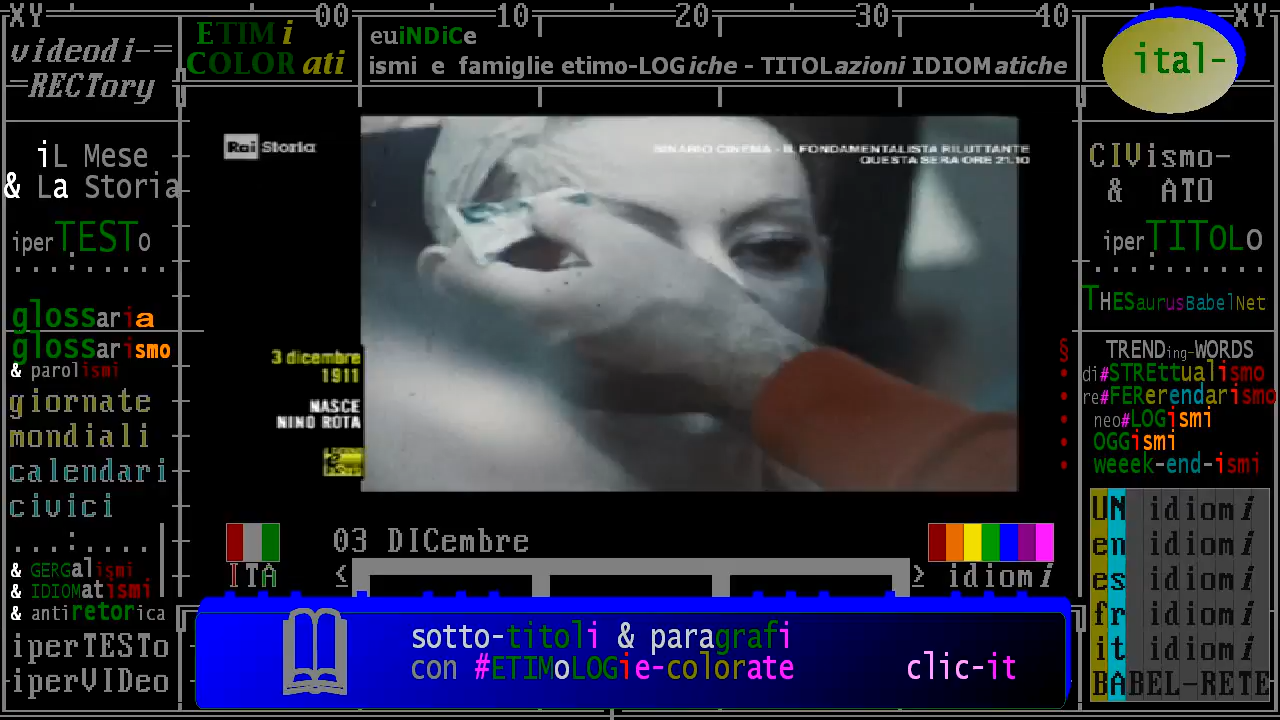 XY 00 10 20 30 40 XY
videodi-=
=RECTory
ETIMi
COLORati
euiNDiCe
ismi e famiglie etimo-LOGiche - TITOLazioni IDIOMatiche
ital-
iL Mese
& La Storia
iperTESTo
glossaria
glossarismo
& parolismi
giornate
mondiali
calendari
civici
& GERGalismi
& IDIOMatismi
& antiretorica
iperTESTo
iperVIDeo
Rai Storia
BINARIO CINEMA - IL FONDAMENTALISTA RILUTTANTE
QUESTA SERA ORE 21.10
3 dicembre
1911
NASCE
NINO ROTA
ITA
03 DICembre
< > idiomi
sotto-titoli & paragrafi
con #ETIMoLOGie-colorate clic-it
CIVismo-
& ATO
iperTITOLo
THESaurusBabelNet
§
TRENDing-WORDS
di#STREttualismo
re#FERerendarismo
neo#LOGismi
OGGismi
weeek-end-ismi
UN idiomi
en idiomi
es idiomi
fr idiomi
it idiomi
BABEL-RETE